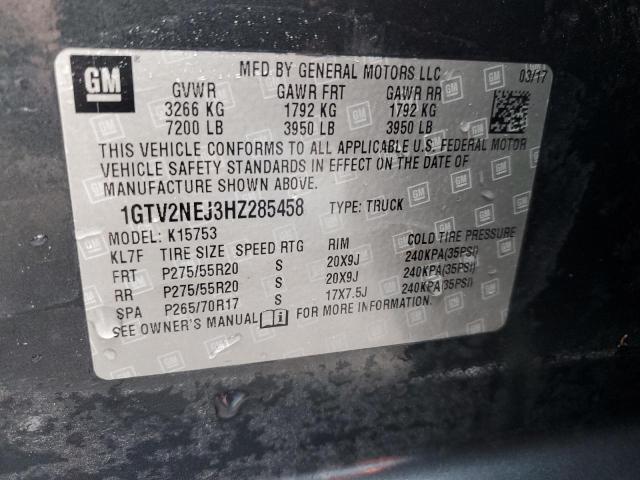 GM
MFD BY GENERAL MOTORS LLC 03/17
GVWR GAWR FRT GAWR RR
3266 KG 1792 KG 1792 KG
7200 LB 3950 LB 3950 LB
THIS VEHICLE CONFORMS TO ALL APPLICABLE U.S. FEDERAL MOTOR
VEHICLE SAFETY STANDARDS IN EFFECT ON THE DATE OF
MANUFACTURE SHOWN ABOVE.
1GTV2NEJ3HZ285458 TYPE: TRUCK
MODEL: K15753
KL7F TIRE SIZE SPEED RTG RIM COLD TIRE PRESSURE
FRT P275/55R20 S 20X9J 240KPA(35PSI)
RR P275/55R20 S 20X9J 240KPA(35PSI)
SPA P265/70R17 S 17X7.5J 240KPA(35PSI)
SEE OWNER'S MANUAL FOR MORE INFORMATION.